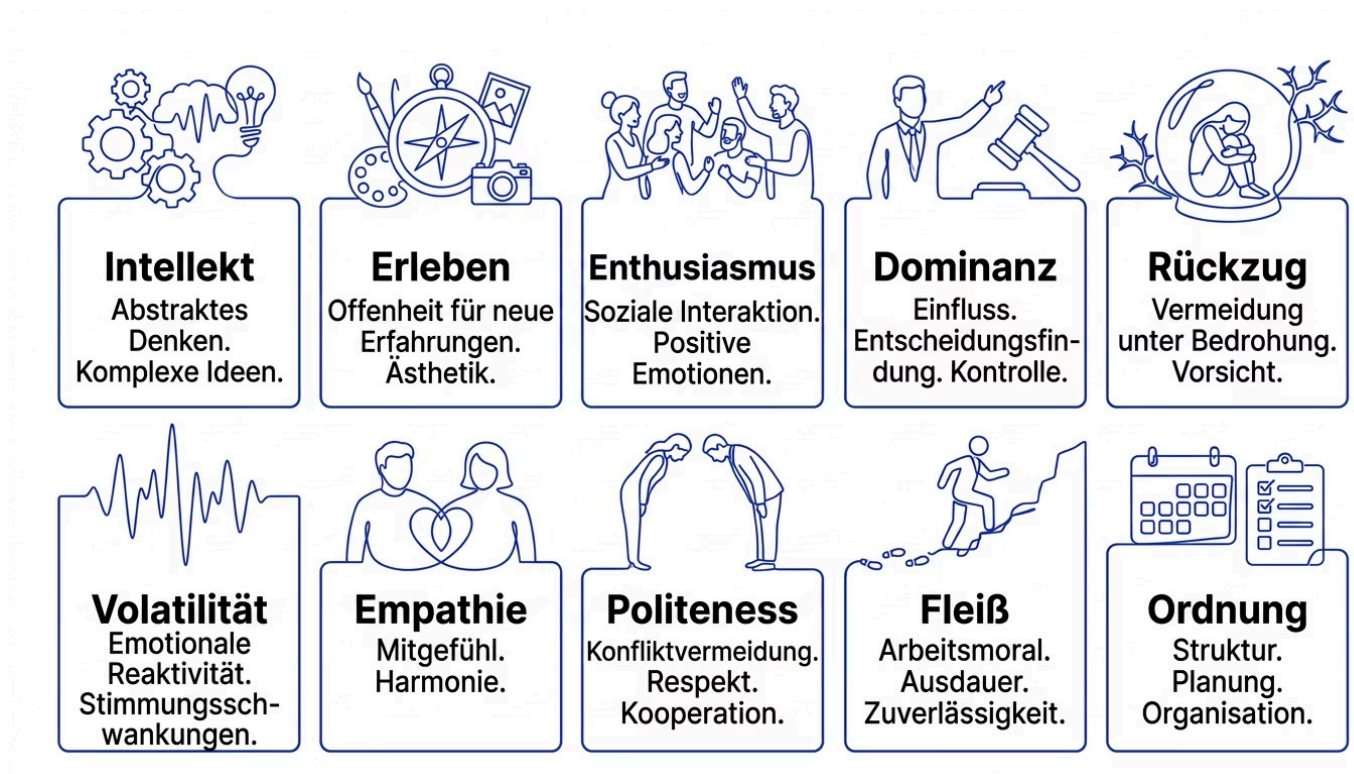 Intellekt
Abstraktes
Denken.
Komplexe Ideen.
Erleben
Offenheit für neue
Erfahrungen.
Ästhetik.
Enthusiasmus
Soziale Interaktion.
Positive
Emotionen.
Dominanz
Einfluss.
Entscheidungsfin-
dung. Kontrolle.
Rückzug
Vermeidung
unter Bedrohung.
Vorsicht.
Volatilität
Emotionale
Reaktivität.
Stimmungssch-
wankungen.
Empathie
Mitgefühl.
Harmonie.
Politeness
Konfliktvermeidung.
Respekt.
Kooperation.
Fleiß
Arbeitsmoral.
Ausdauer.
Zuverlässigkeit.
Ordnung
Struktur.
Planung.
Organisation.